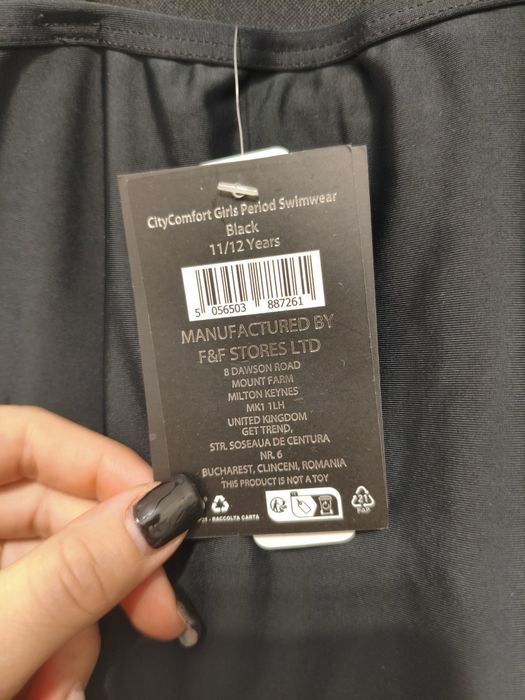 CityComfort Girls Period Swimwear
Black
11/12 Years
5 056503 887261
MANUFACTURED BY
F&F STORES LTD
8 DAWSON ROAD
MOUNT FARM
MILTON KEYNES
MK1 1LH
UNITED KINGDOM
GET TREND,
STR. SOSEAUA DE CENTURA
NR. 6
BUCHAREST, CLINCENI, ROMANIA
THIS PRODUCT IS NOT A TOY
- RACCOLTA CARTA
21
PAP